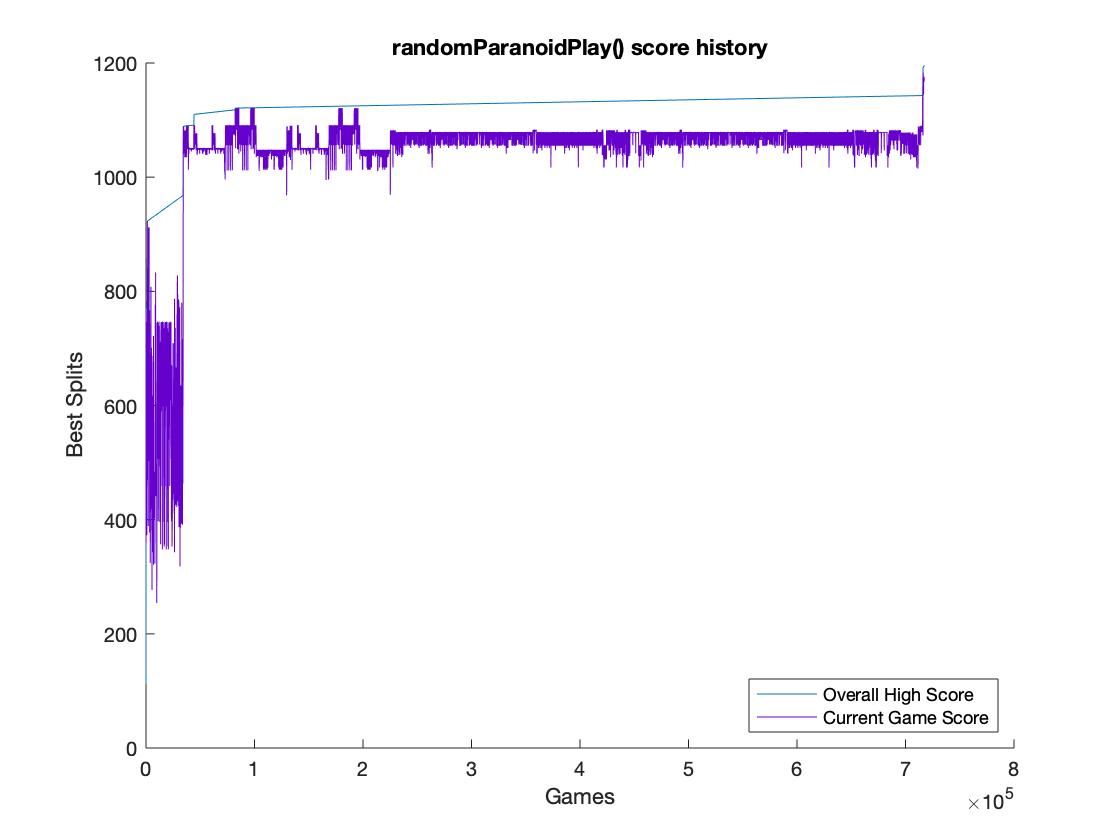 randomParanoidPlay() score history
1200
1000
800
600
400
200
0
Best Splits
0 1 2 3 4 5 6 7 8
Games
×10^5
Overall High Score
Current Game Score